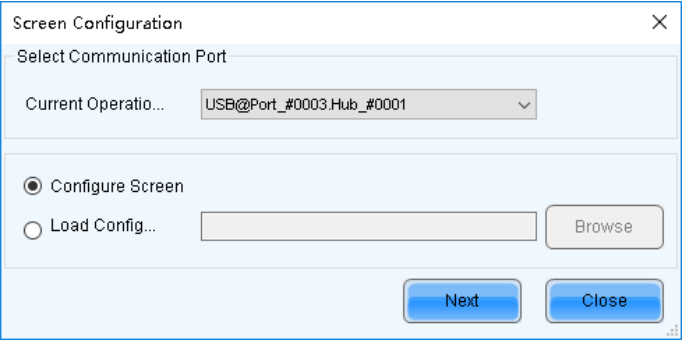 Screen Configuration
Select Communication Port
Current Operatio... USB@Port_#0003.Hub_#0001
Configure Screen
Load Config... Browse
Next Close